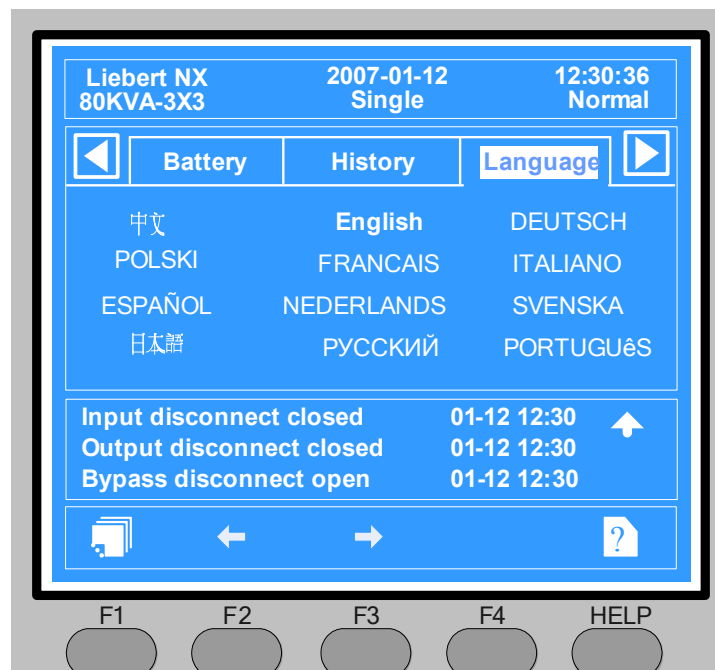 Liebert NX 2007-01-12 12:30:36
80KVA-3X3 Single Normal
Battery History Language
中文 English DEUTSCH
POLSKI FRANCAIS ITALIANO
ESPAÑOL NEDERLANDS SVENSKA
日本語 РУССКИЙ PORTUGUêS
Input disconnect closed 01-12 12:30
Output disconnect closed 01-12 12:30
Bypass disconnect open 01-12 12:30
?
F1 F2 F3 F4 HELP